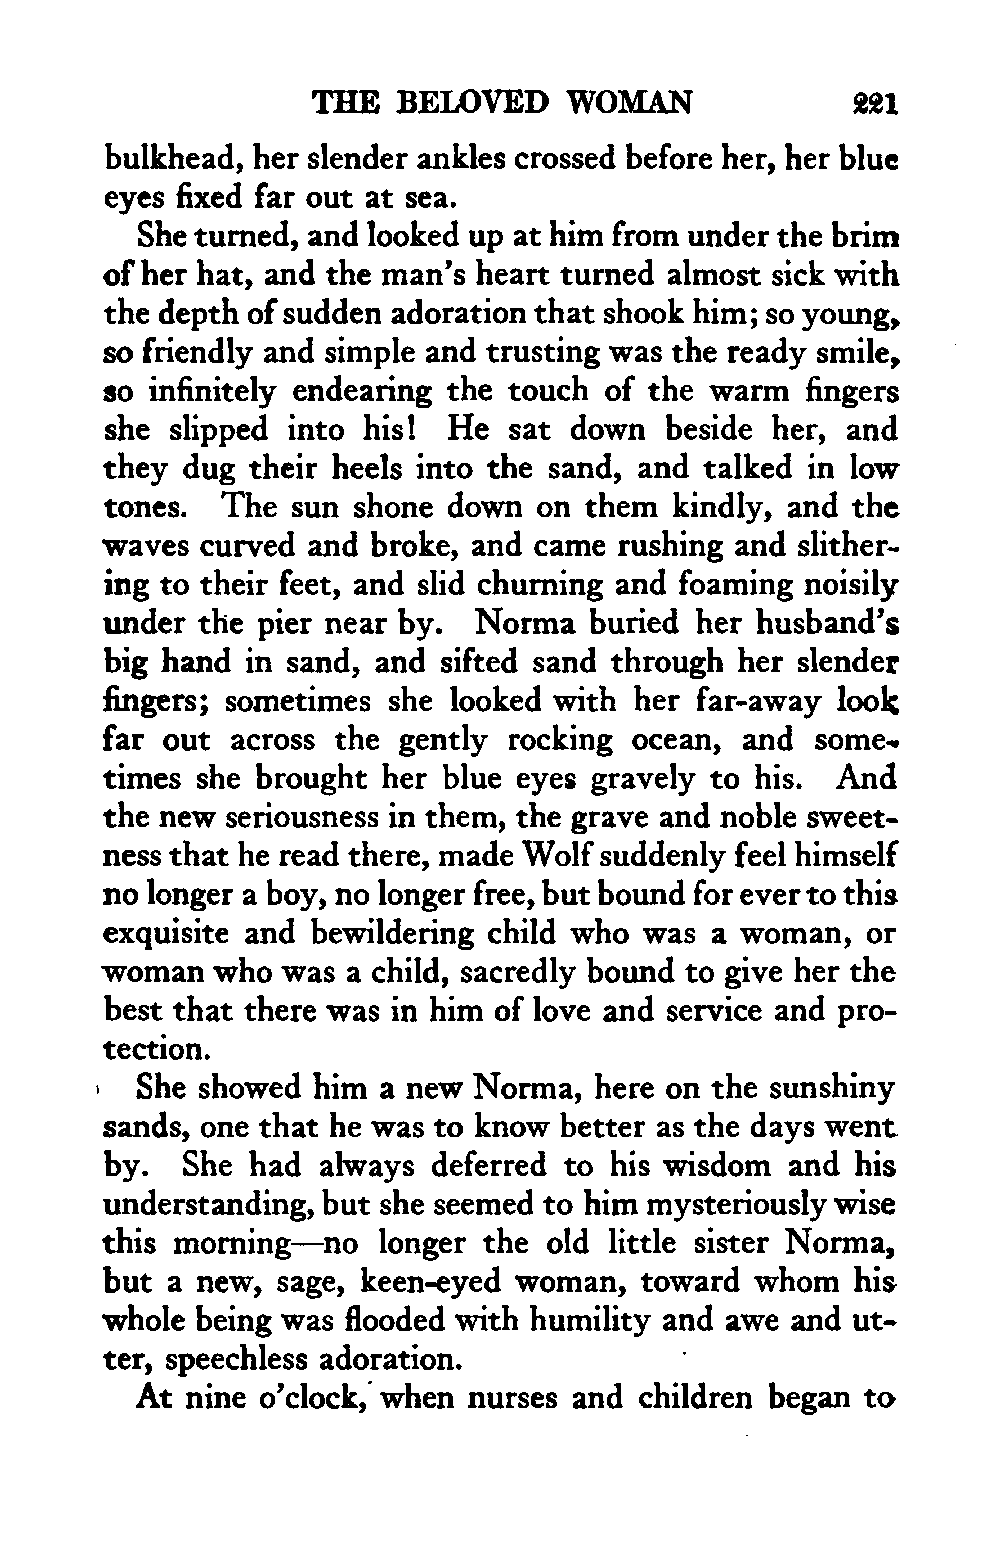 THE BELOVED WOMAN 221
bulkhead, her slender ankles crossed before her, her blue
eyes fixed far out at sea.
She turned, and looked up at him from under the brim
of her hat, and the man's heart turned almost sick with
the depth of sudden adoration that shook him; so young,
so friendly and simple and trusting was the ready smile,
so infinitely endearing the touch of the warm fingers
she slipped into his! He sat down beside her, and
they dug their heels into the sand, and talked in low
tones. The sun shone down on them kindly, and the
waves curved and broke, and came rushing and slither-
ing to their feet, and slid churning and foaming noisily
under the pier near by. Norma buried her husband's
big hand in sand, and sifted sand through her slender
fingers; sometimes she looked with her far-away look
far out across the gently rocking ocean, and some-
times she brought her blue eyes gravely to his. And
the new seriousness in them, the grave and noble sweet-
ness that he read there, made Wolf suddenly feel himself
no longer a boy, no longer free, but bound for ever to this
exquisite and bewildering child who was a woman, or
woman who was a child, sacredly bound to give her the
best that there was in him of love and service and pro-
tection.
She showed him a new Norma, here on the sunshiny
sands, one that he was to know better as the days went
by. She had always deferred to his wisdom and his
understanding, but she seemed to him mysteriously wise
this morning—no longer the old little sister Norma,
but a new, sage, keen-eyed woman, toward whom his
whole being was flooded with humility and awe and ut-
ter, speechless adoration.
At nine o'clock, when nurses and children began to